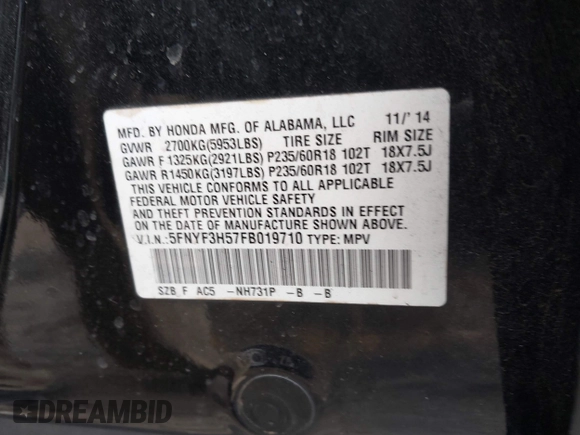 MFD. BY HONDA MFG. OF ALABAMA, LLC 11/'14
GVWR 2700KG(5953LBS) TIRE SIZE RIM SIZE
GAWR F 1325KG(2921LBS) P235/60R18 102T 18X7.5J
GAWR R1450KG(3197LBS) P235/60R18 102T 18X7.5J
THIS VEHICLE CONFORMS TO ALL APPLICABLE
FEDERAL MOTOR VEHICLE SAFETY
AND THEFT PREVENTION STANDARDS IN EFFECT
ON THE DATE OF MANUFACTURE SHOWN ABOVE.
V.I.N.:5FNYF3H57FB019710 TYPE: MPV
SZB F AC5 -NH731P -B -B
DREAMBID